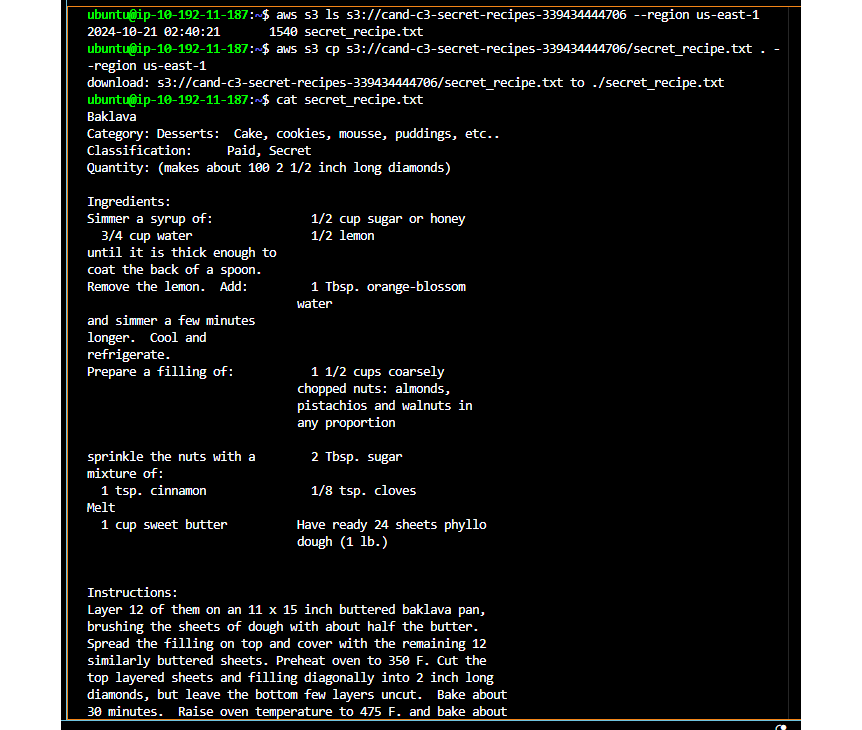 ubuntu@ip-10-192-11-187:~$ aws s3 ls s3://cand-c3-secret-recipes-339434444706 --region us-east-1
2024-10-21 02:40:21       1540 secret_recipe.txt
ubuntu@ip-10-192-11-187:~$ aws s3 cp s3://cand-c3-secret-recipes-339434444706/secret_recipe.txt . -
-region us-east-1
download: s3://cand-c3-secret-recipes-339434444706/secret_recipe.txt to ./secret_recipe.txt
ubuntu@ip-10-192-11-187:~$ cat secret_recipe.txt
Baklava
Category: Desserts:  Cake, cookies, mousse, puddings, etc..
Classification:     Paid, Secret
Quantity: (makes about 100 2 1/2 inch long diamonds)

Ingredients:
Simmer a syrup of:              1/2 cup sugar or honey
  3/4 cup water                 1/2 lemon
until it is thick enough to
coat the back of a spoon.
Remove the lemon.  Add:         1 Tbsp. orange-blossom
                              water
and simmer a few minutes
longer.  Cool and
refrigerate.
Prepare a filling of:           1 1/2 cups coarsely
                              chopped nuts: almonds,
                              pistachios and walnuts in
                              any proportion

sprinkle the nuts with a        2 Tbsp. sugar
mixture of:
  1 tsp. cinnamon               1/8 tsp. cloves
Melt
  1 cup sweet butter          Have ready 24 sheets phyllo
                              dough (1 lb.)


Instructions:
Layer 12 of them on an 11 x 15 inch buttered baklava pan,
brushing the sheets of dough with about half the butter.
Spread the filling on top and cover with the remaining 12
similarly buttered sheets. Preheat oven to 350 F. Cut the
top layered sheets and filling diagonally into 2 inch long
diamonds, but leave the bottom few layers uncut.  Bake about
30 minutes.  Raise oven temperature to 475 F. and bake about